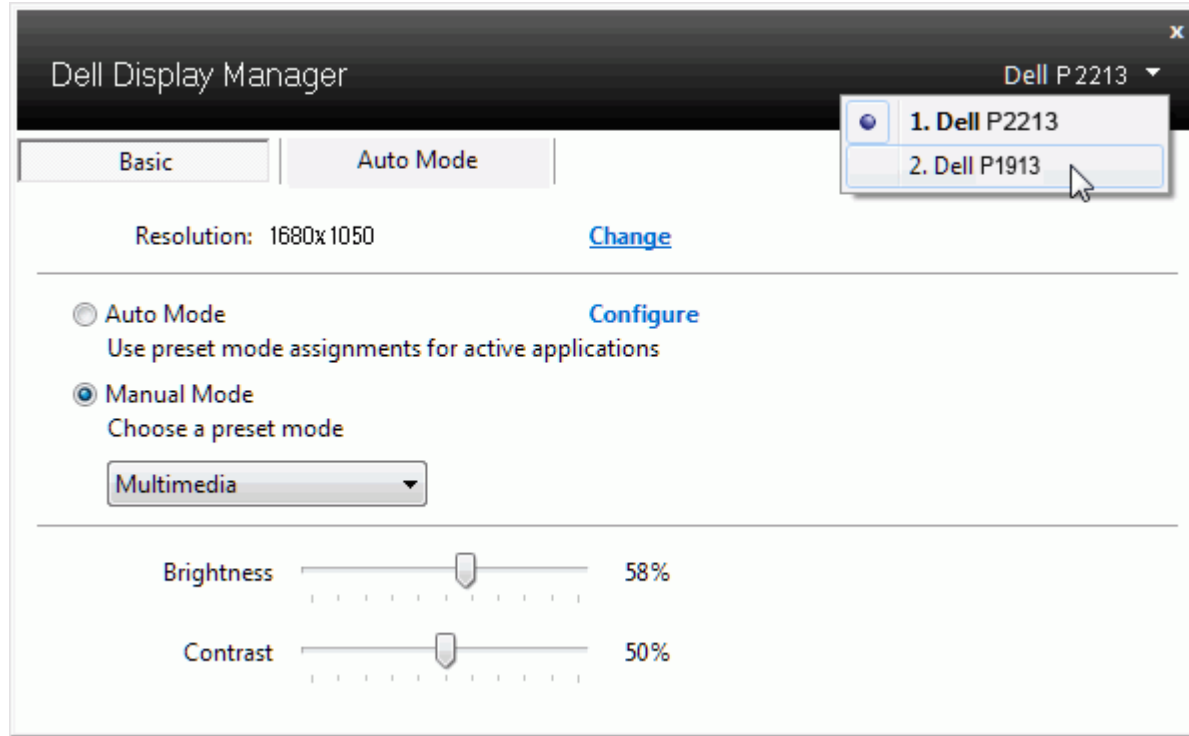 x
Dell Display Manager
Dell P2213
1. Dell P2213
2. Dell P1913
Basic
Auto Mode
Resolution: 1680x1050 Change
Auto Mode Configure
Use preset mode assignments for active applications
Manual Mode
Choose a preset mode
Multimedia
Brightness 58%
Contrast 50%